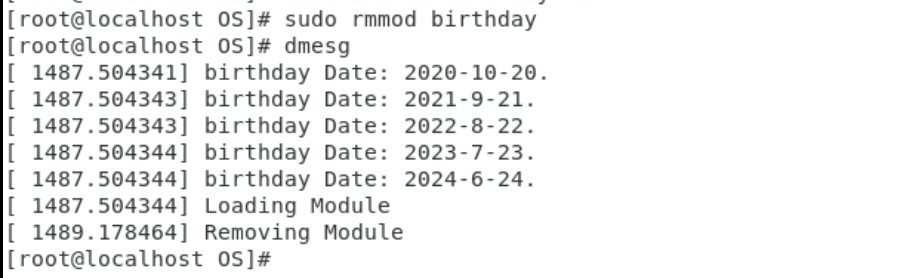 [root@localhost OS]# sudo rmmod birthday
[root@localhost OS]# dmesg
[ 1487.504341] birthday Date: 2020-10-20.
[ 1487.504343] birthday Date: 2021-9-21.
[ 1487.504343] birthday Date: 2022-8-22.
[ 1487.504344] birthday Date: 2023-7-23.
[ 1487.504344] birthday Date: 2024-6-24.
[ 1487.504344] Loading Module
[ 1489.178464] Removing Module
[root@localhost OS]#